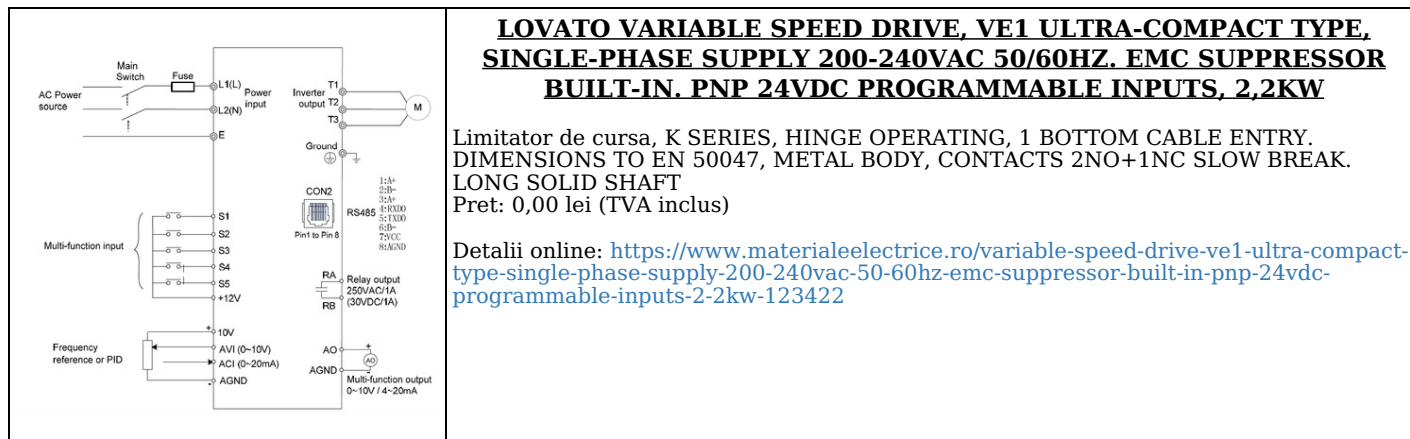 Main
Switch
Fuse
AC Power
source
L1(L)
L2(N)
Power
input
E
Inverter
output
T1
T2
T3
M
Ground
CON2
Pin1 to Pin 8
RS485
1:A+
2:B-
3:A+
4:RXDO
5:TXDO
6:B-
7:VCC
8:AGND
Multi-function input
S1
S2
S3
S4
S5
+12V
RA
RB
Relay output
250VAC/1A
(30VDC/1A)
Frequency
reference or PID
+
10V
AVI (0~10V)
ACI (0~20mA)
AGND
-
AO
+
AO
-
AGND
Multi-function output
0~10V / 4~20mA
LOVATO VARIABLE SPEED DRIVE, VE1 ULTRA-COMPACT TYPE,
SINGLE-PHASE SUPPLY 200-240VAC 50/60HZ. EMC SUPPRESSOR
BUILT-IN. PNP 24VDC PROGRAMMABLE INPUTS, 2,2KW
Limitator de cursa, K SERIES, HINGE OPERATING, 1 BOTTOM CABLE ENTRY.
DIMENSIONS TO EN 50047, METAL BODY, CONTACTS 2NO+1NC SLOW BREAK.
LONG SOLID SHAFT
Pret: 0,00 lei (TVA inclus)
Detalii online: https://www.materialeelectrice.ro/variable-speed-drive-ve1-ultra-compact-
type-single-phase-supply-200-240vac-50-60hz-emc-suppressor-built-in-pnp-24vdc-
programmable-inputs-2-2kw-123422